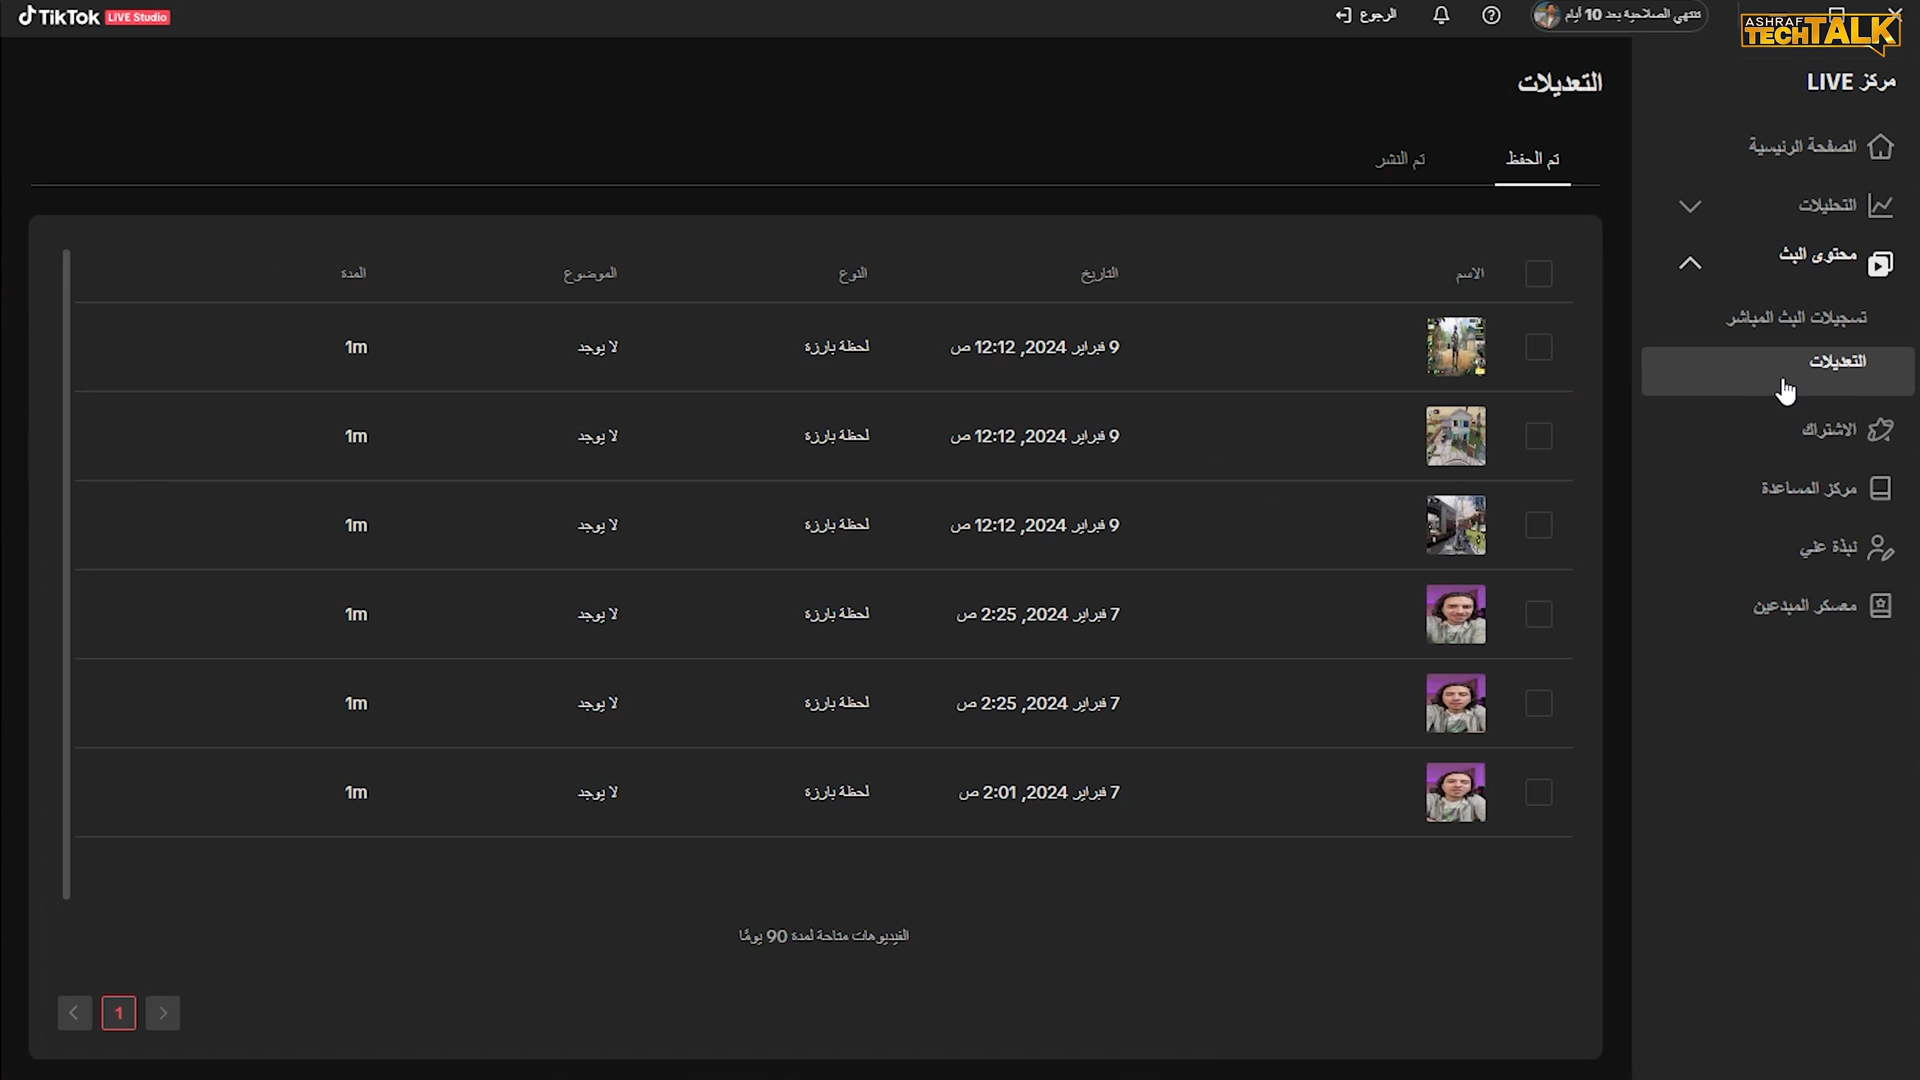 TikTok LIVE Studio
الرجوع
تنتهي الصلاحية بعد 10 أيام
ASHRAF
TECHTALK
مركز LIVE
الصفحة الرئيسية
التحليلات
محتوى البث
تسجيلات البث المباشر
التعديلات
الاشتراك
مركز المساعدة
نبذة عني
معسكر المبدعين
التعديلات
تم الحفظ تم النشر
الاسم التاريخ النوع الموضوع المدة
9 فبراير 2024, 12:12 ص لحظة بارزة لا يوجد 1m
9 فبراير 2024, 12:12 ص لحظة بارزة لا يوجد 1m
9 فبراير 2024, 12:12 ص لحظة بارزة لا يوجد 1m
7 فبراير 2024, 2:25 ص لحظة بارزة لا يوجد 1m
7 فبراير 2024, 2:25 ص لحظة بارزة لا يوجد 1m
7 فبراير 2024, 2:01 ص لحظة بارزة لا يوجد 1m
الفيديوهات متاحة لمدة 90 يومًا
1